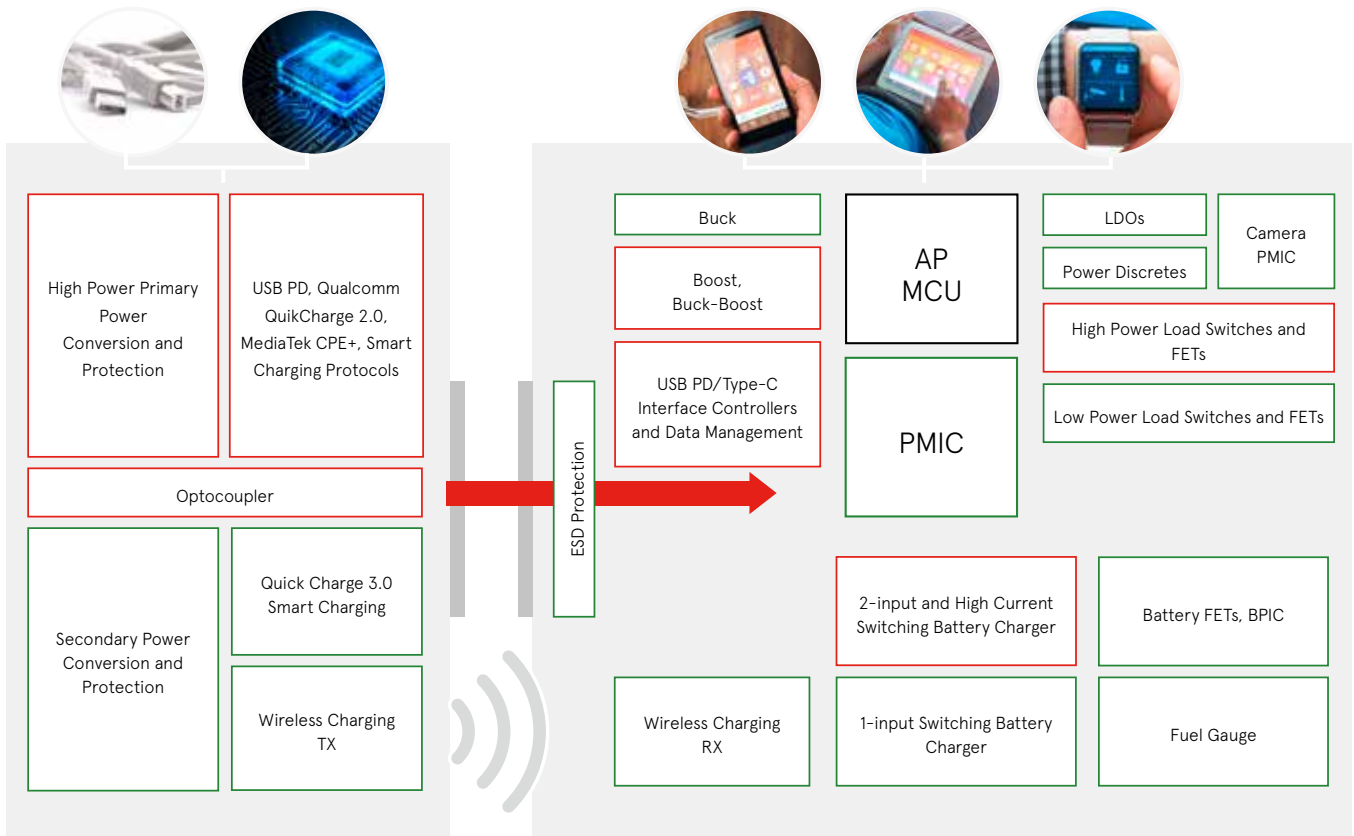 High Power Primary
Power
Conversion and
Protection
USB PD, Qualcomm
QuikCharge 2.0,
MediaTek CPE+, Smart
Charging Protocols
Optocoupler
Secondary Power
Conversion and
Protection
Quick Charge 3.0
Smart Charging
Wireless Charging
TX
ESD Protection
Buck
Boost,
Buck-Boost
USB PD/Type-C
Interface Controllers
and Data Management
AP
MCU
PMIC
LDOs
Power Discretes
Camera
PMIC
High Power Load Switches and
FETs
Low Power Load Switches and FETs
2-input and High Current
Switching Battery Charger
Battery FETs, BPIC
Wireless Charging
RX
1-input Switching Battery
Charger
Fuel Gauge